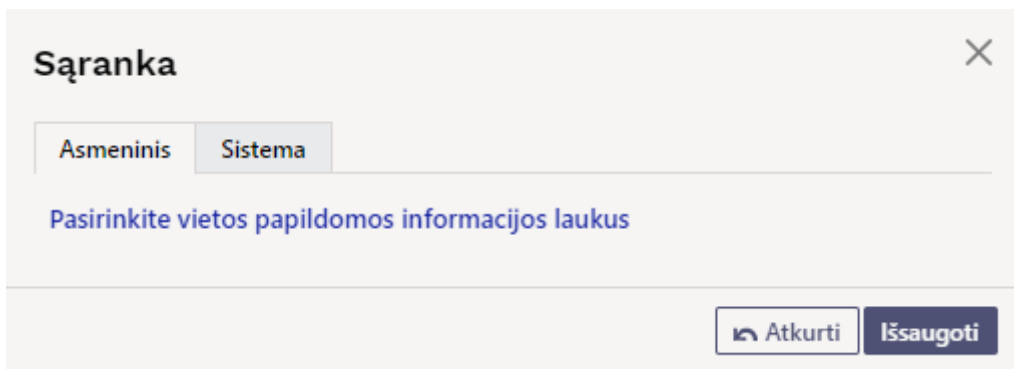 Sąranka
Asmeninis Sistema
Pasirinkite vietos papildomos informacijos laukus
Atkurti Išsaugoti